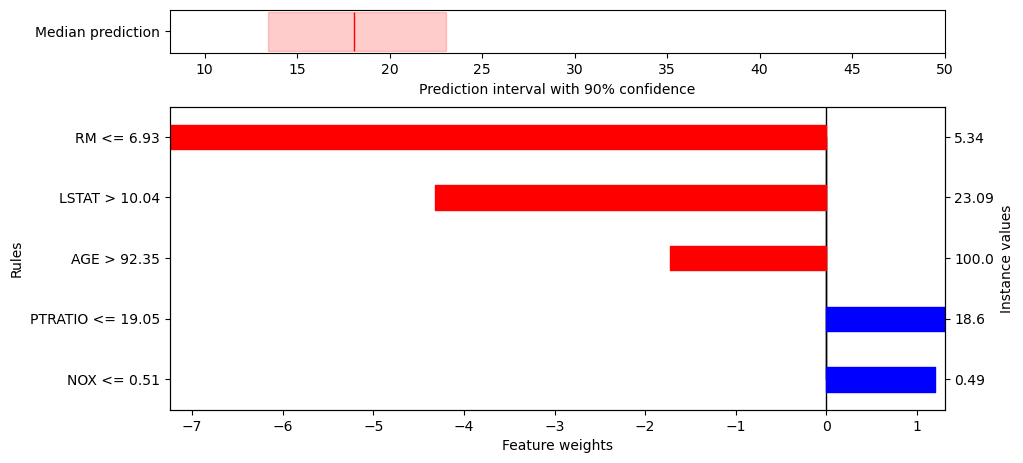 Median prediction
10 15 20 25 30 35 40 45 50
Prediction interval with 90% confidence
RM <= 6.93 5.34
LSTAT > 10.04 23.09
AGE > 92.35 100.0
PTRATIO <= 19.05 18.6
NOX <= 0.51 0.49
Rules
Instance values
−7 −6 −5 −4 −3 −2 −1 0 1
Feature weights